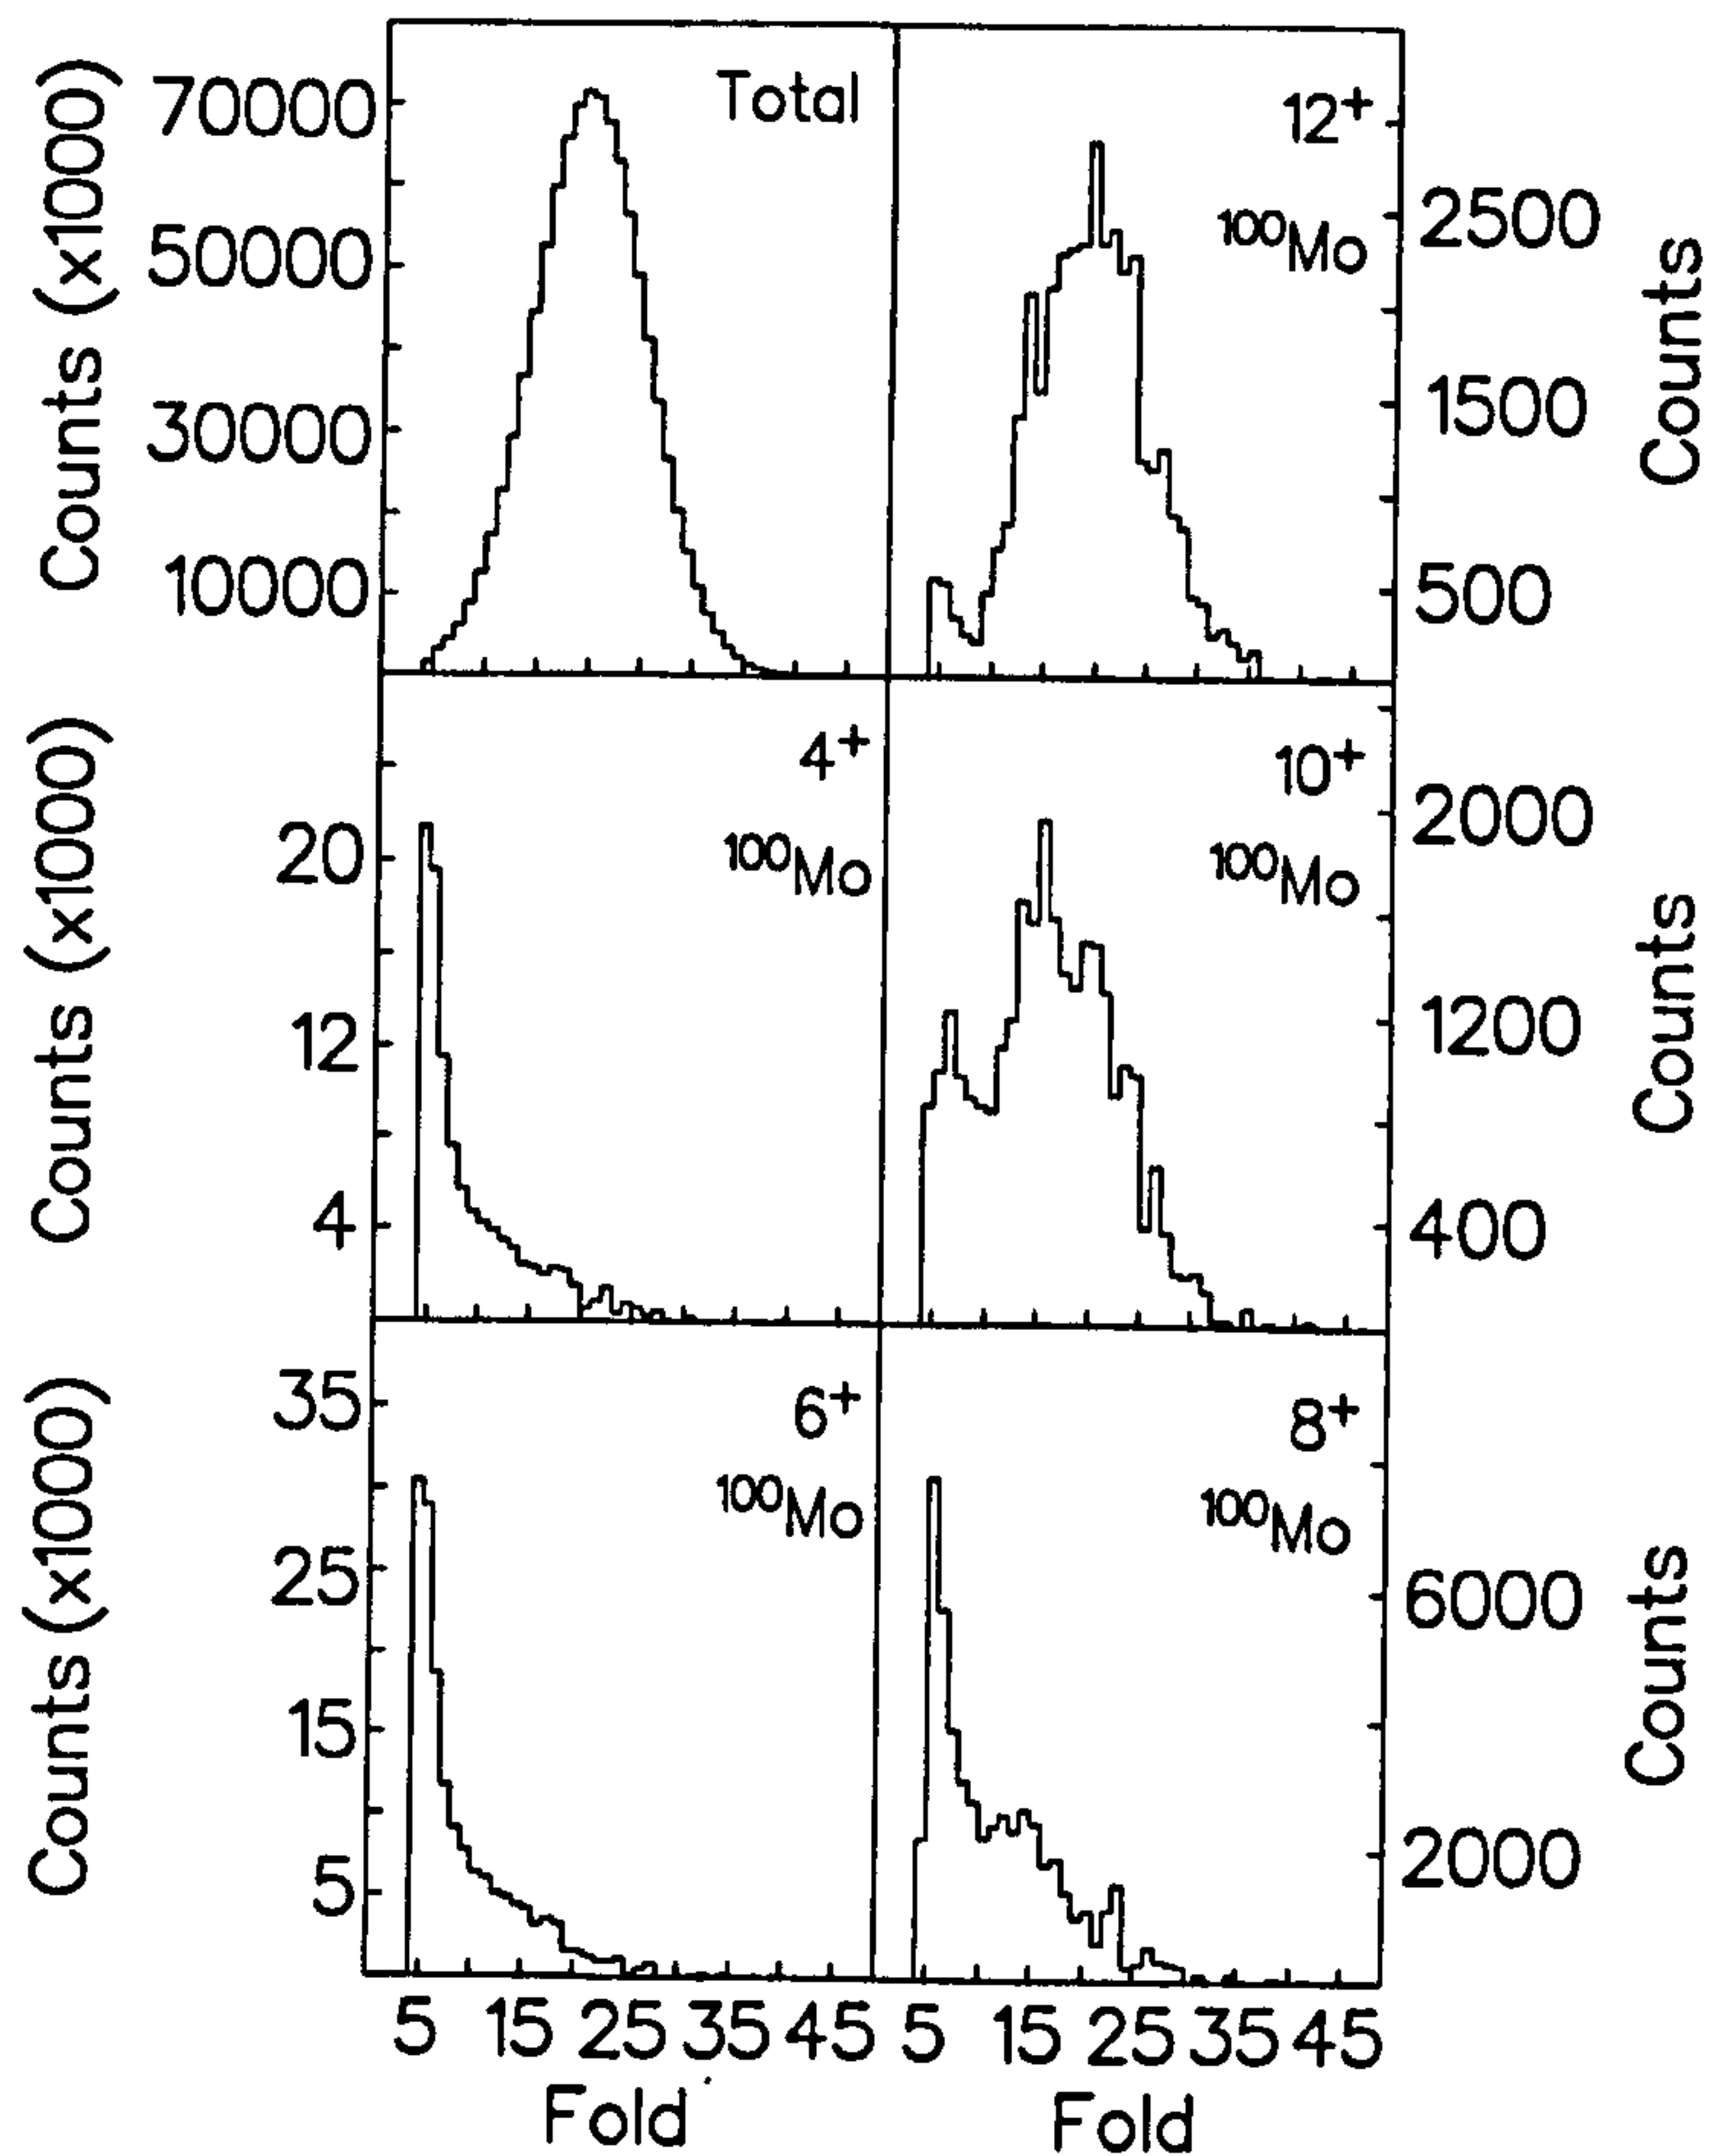 Counts (x1000)
70000
50000
30000
10000
Total
12+
100Mo
2500
1500
500
Counts
Counts (x1000)
20
12
4
4+
100Mo
10+
100Mo
2000
1200
400
Counts
Counts (x1000)
35
25
15
5
6+
100Mo
8+
100Mo
6000
2000
Counts
5 15 25 35 45 5 15 25 35 45
Fold Fold